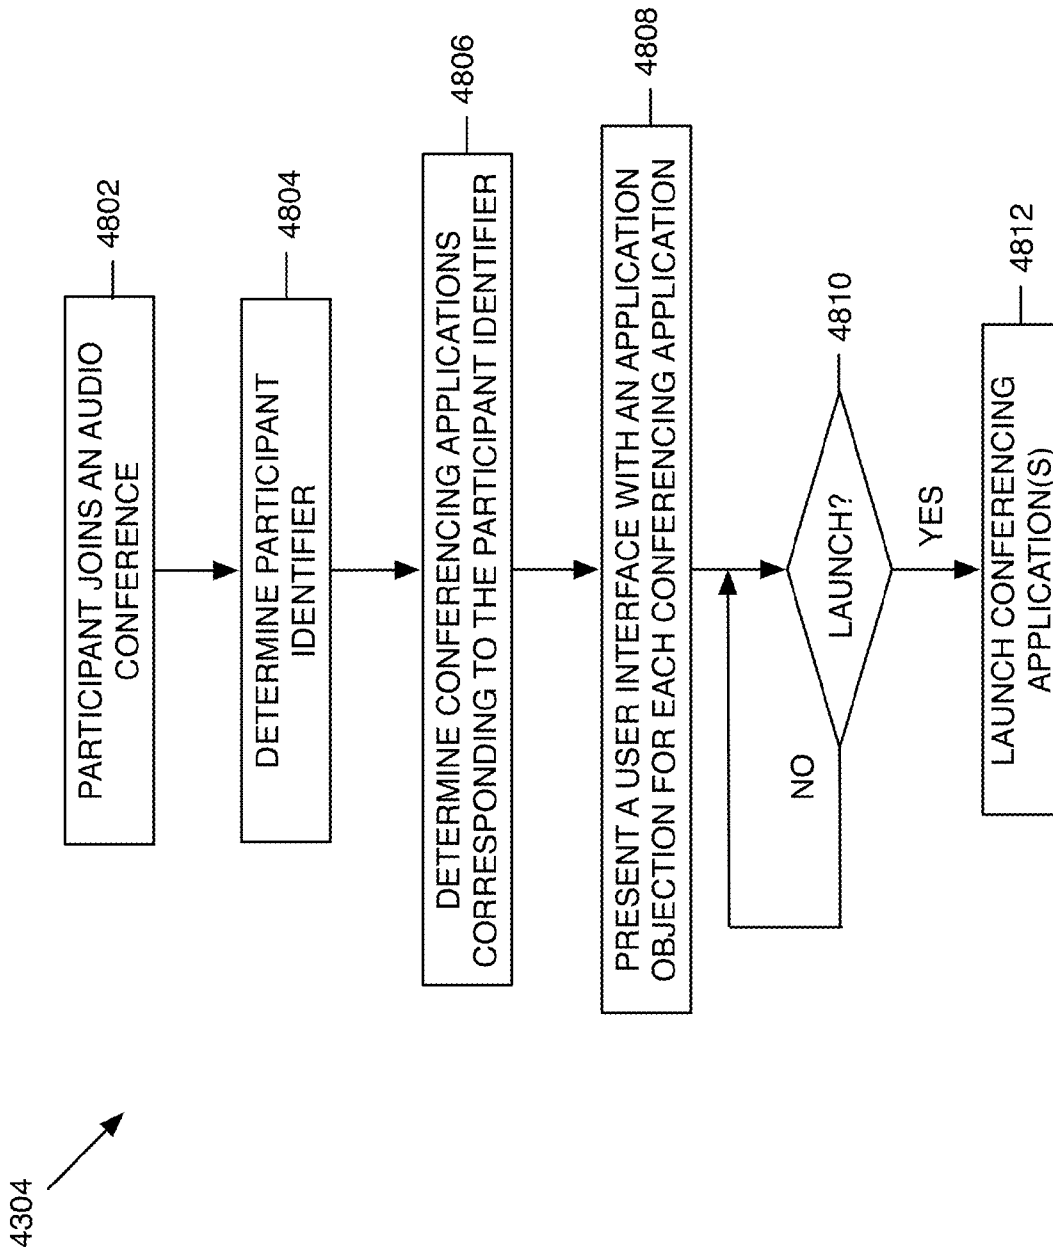 4304
PARTICIPANT JOINS AN AUDIO
CONFERENCE
4802
DETERMINE PARTICIPANT
IDENTIFIER
4804
DETERMINE CONFERENCING APPLICATIONS
CORRESPONDING TO THE PARTICIPANT IDENTIFIER
4806
PRESENT A USER INTERFACE WITH AN APPLICATION
OBJECTION FOR EACH CONFERENCING APPLICATION
4808
LAUNCH?
4810
NO
YES
LAUNCH CONFERENCING
APPLICATION(S)
4812